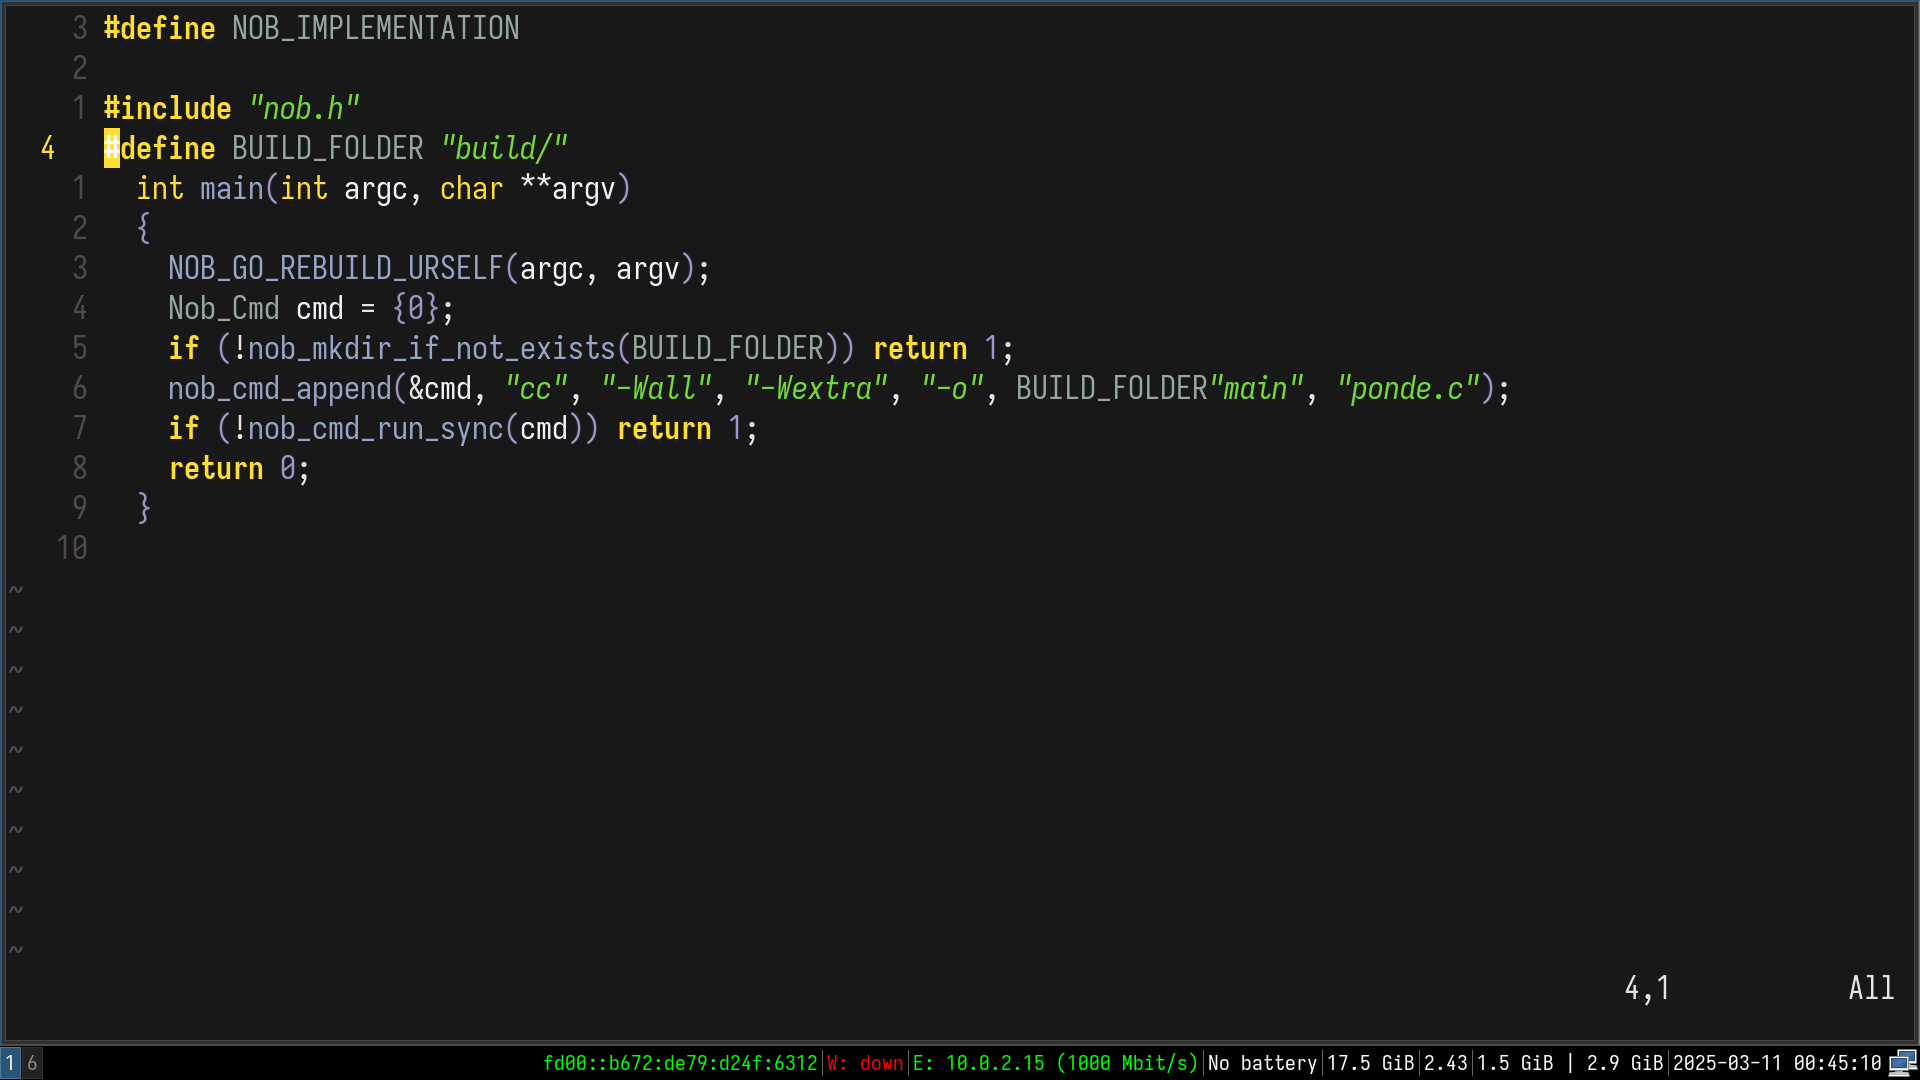 3 #define NOB_IMPLEMENTATION
2
1 #include "nob.h"
4 #define BUILD_FOLDER "build/"
1 int main(int argc, char **argv)
2 {
3 NOB_GO_REBUILD_URSELF(argc, argv);
4 Nob_Cmd cmd = {0};
5 if (!nob_mkdir_if_not_exists(BUILD_FOLDER)) return 1;
6 nob_cmd_append(&cmd, "cc", "-Wall", "-Wextra", "-o", BUILD_FOLDER"main", "ponde.c");
7 if (!nob_cmd_run_sync(cmd)) return 1;
8 return 0;
9 }
10
~
~
~
~
~
~
~
~
~
~
4,1 All
1 6 fd00::b672:de79:d24f:6312|W: down|E: 10.0.2.15 (1000 Mbit/s)|No battery|17.5 GiB|2.43|1.5 GiB | 2.9 GiB|2025-03-11 00:45:10